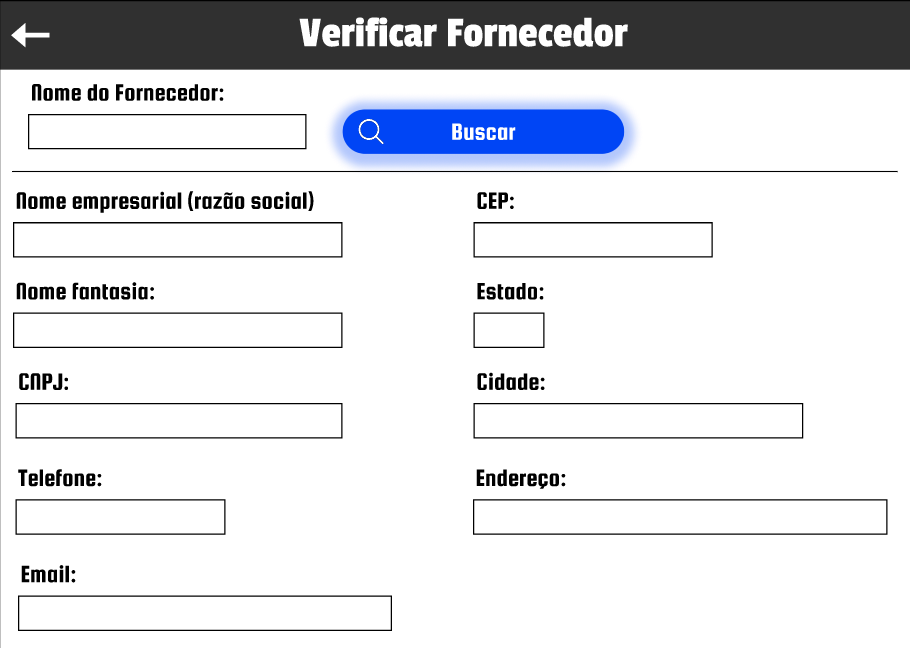 Verificar Fornecedor
Nome do Fornecedor:
Buscar
Nome empresarial (razão social)
CEP:
Nome fantasia:
Estado:
CNPJ:
Cidade:
Telefone:
Endereço:
Email: